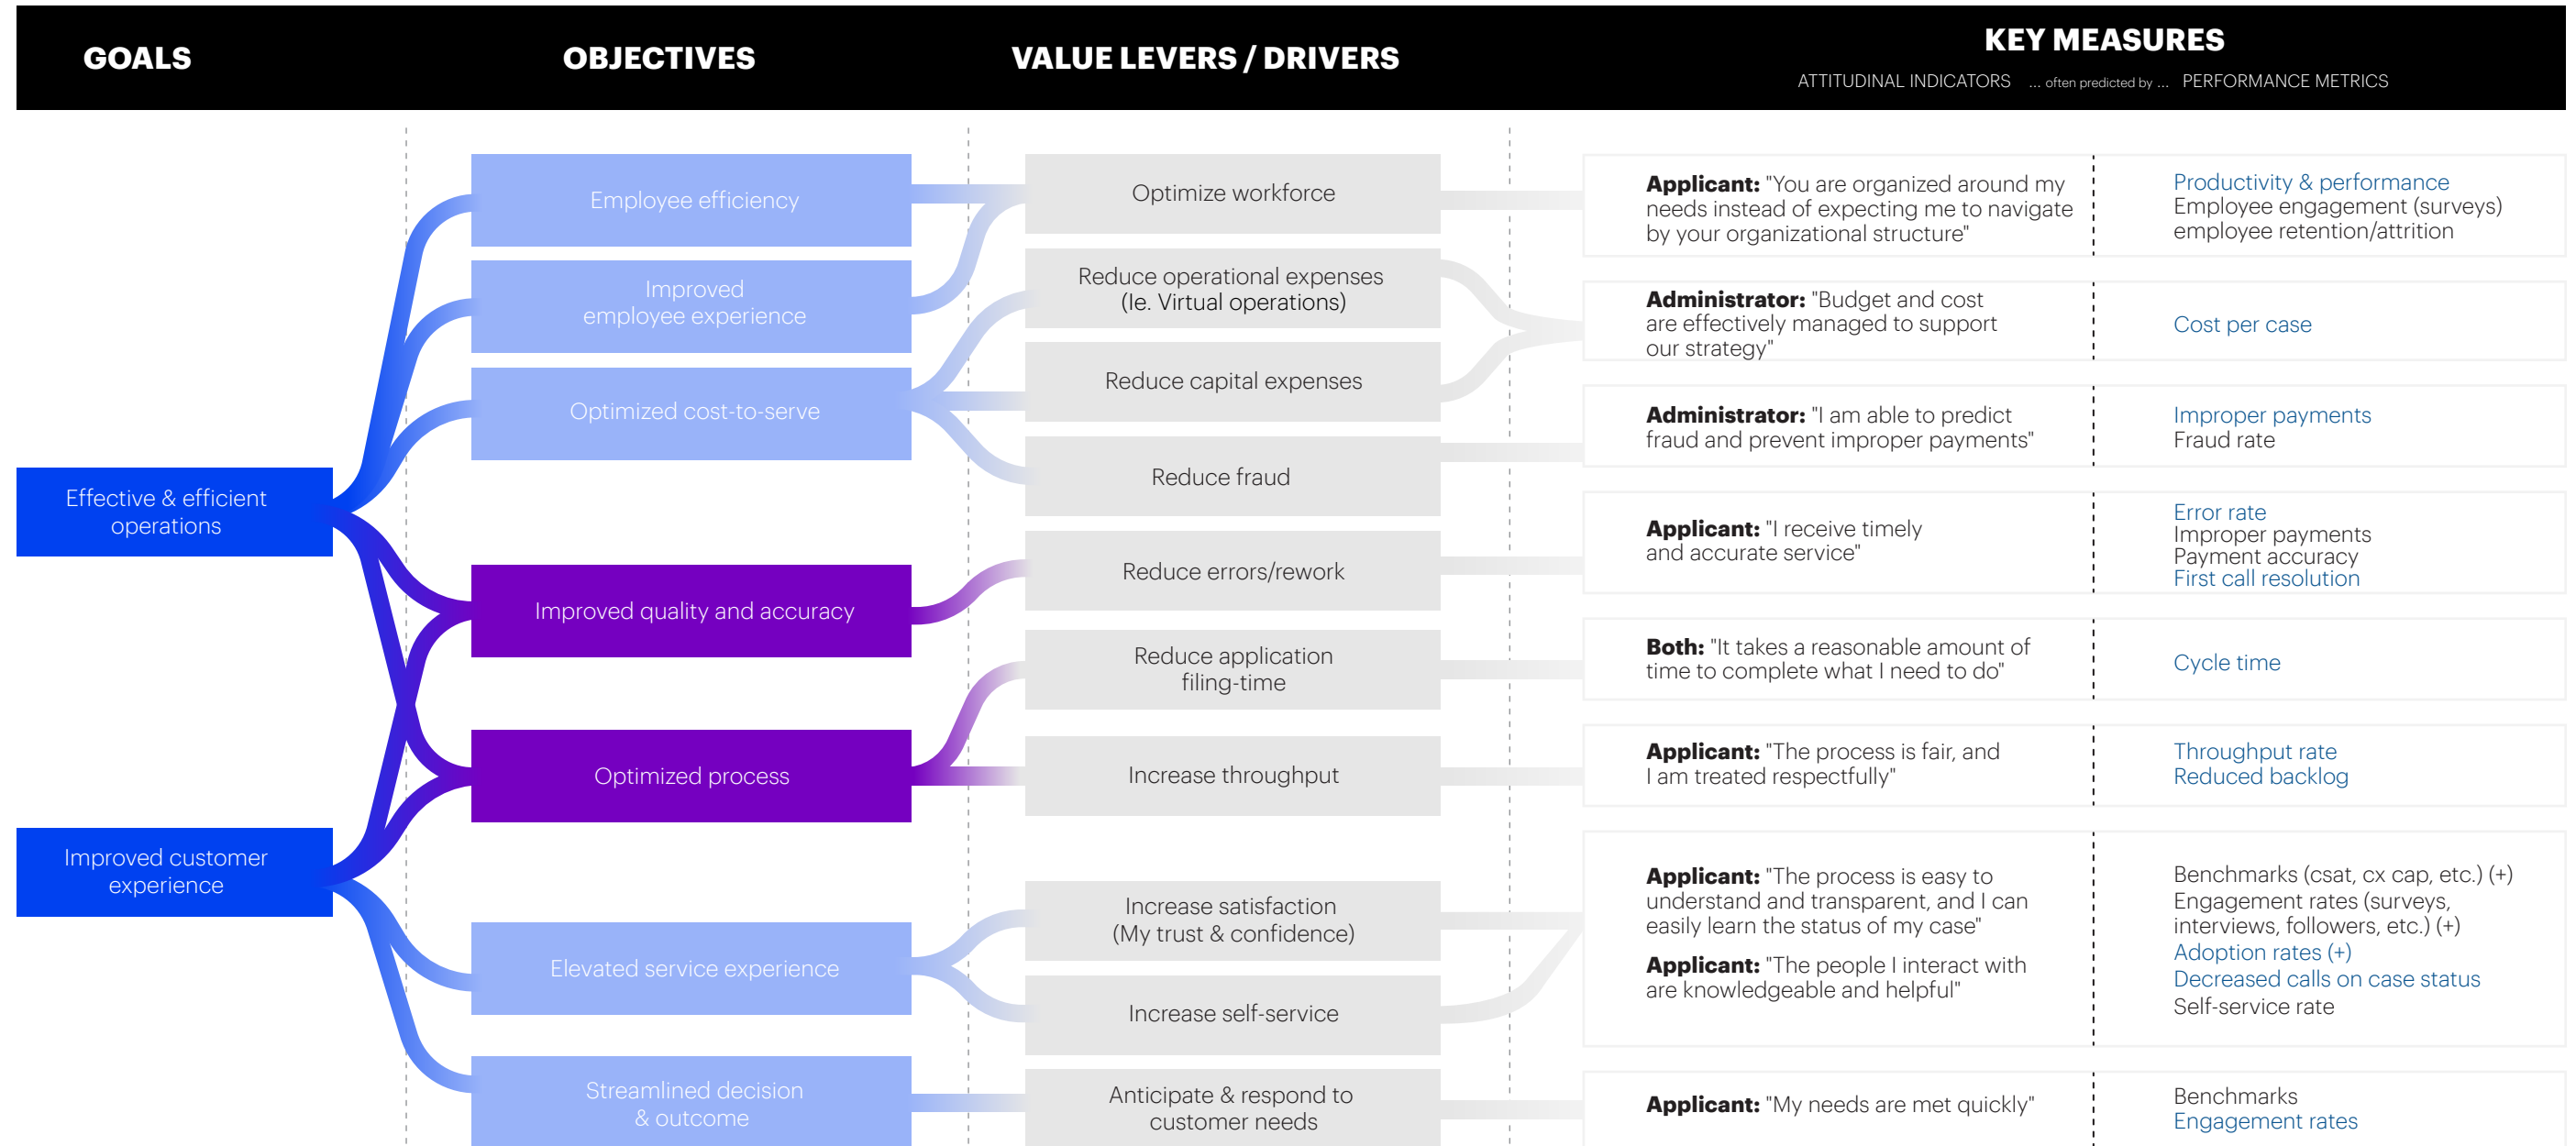 GOALS
OBJECTIVES
VALUE LEVERS / DRIVERS
KEY MEASURES
ATTITUDINAL INDICATORS ... often predicted by ... PERFORMANCE METRICS
Effective & efficient
operations
Improved customer
experience
Employee efficiency
Improved
employee experience
Optimized cost-to-serve
Improved quality and accuracy
Optimized process
Elevated service experience
Streamlined decision
& outcome
Optimize workforce
Reduce operational expenses
(Ie. Virtual operations)
Reduce capital expenses
Reduce fraud
Reduce errors/rework
Reduce application
filing-time
Increase throughput
Increase satisfaction
(My trust & confidence)
Increase self-service
Anticipate & respond to
customer needs
Applicant: "You are organized around my
needs instead of expecting me to navigate
by your organizational structure"
Productivity & performance
Employee engagement (surveys)
employee retention/attrition
Administrator: "Budget and cost
are effectively managed to support
our strategy"
Cost per case
Administrator: "I am able to predict
fraud and prevent improper payments"
Improper payments
Fraud rate
Applicant: "I receive timely
and accurate service"
Error rate
Improper payments
Payment accuracy
First call resolution
Both: "It takes a reasonable amount of
time to complete what I need to do"
Cycle time
Applicant: "The process is fair, and
I am treated respectfully"
Throughput rate
Reduced backlog
Applicant: "The process is easy to
understand and transparent, and I can
easily learn the status of my case"
Applicant: "The people I interact with
are knowledgeable and helpful"
Benchmarks (csat, cx cap, etc.) (+)
Engagement rates (surveys,
interviews, followers, etc.) (+)
Adoption rates (+)
Decreased calls on case status
Self-service rate
Applicant: "My needs are met quickly"
Benchmarks
Engagement rates